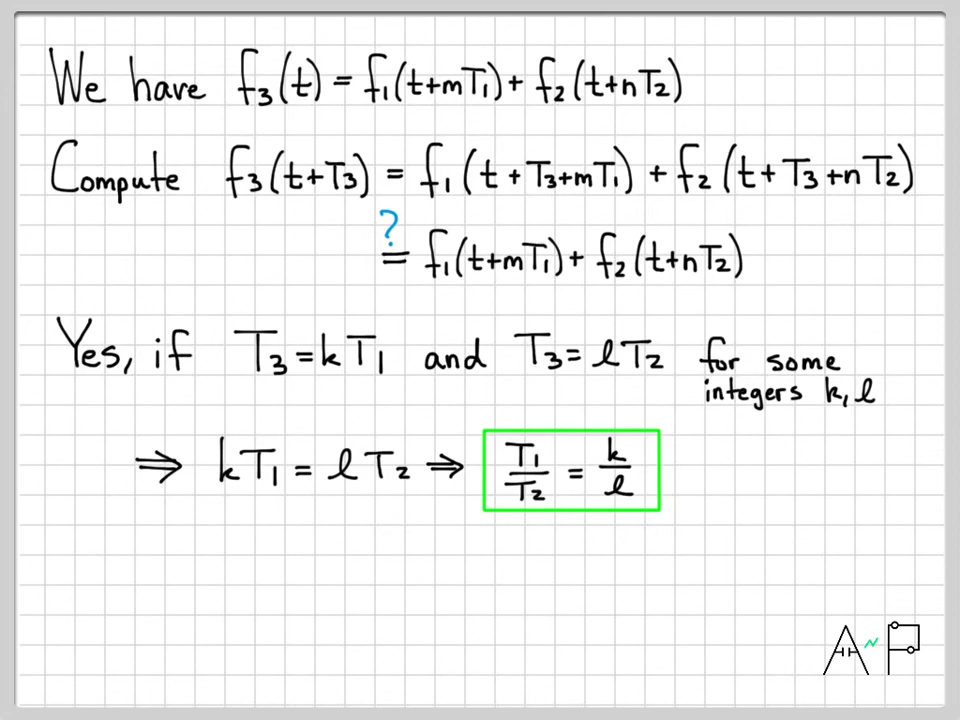 We have f₃(t) = f₁(t+mT₁) + f₂(t+nT₂)
Compute f₃(t+T₃) = f₁(t+T₃+mT₁) + f₂(t+T₃+nT₂)
?
= f₁(t+mT₁) + f₂(t+nT₂)
Yes, if T₃=kT₁ and T₃=ℓT₂ for some
integers k, ℓ
⇒ kT₁ = ℓT₂ ⇒ T₁/T₂ = k/ℓ
A~P